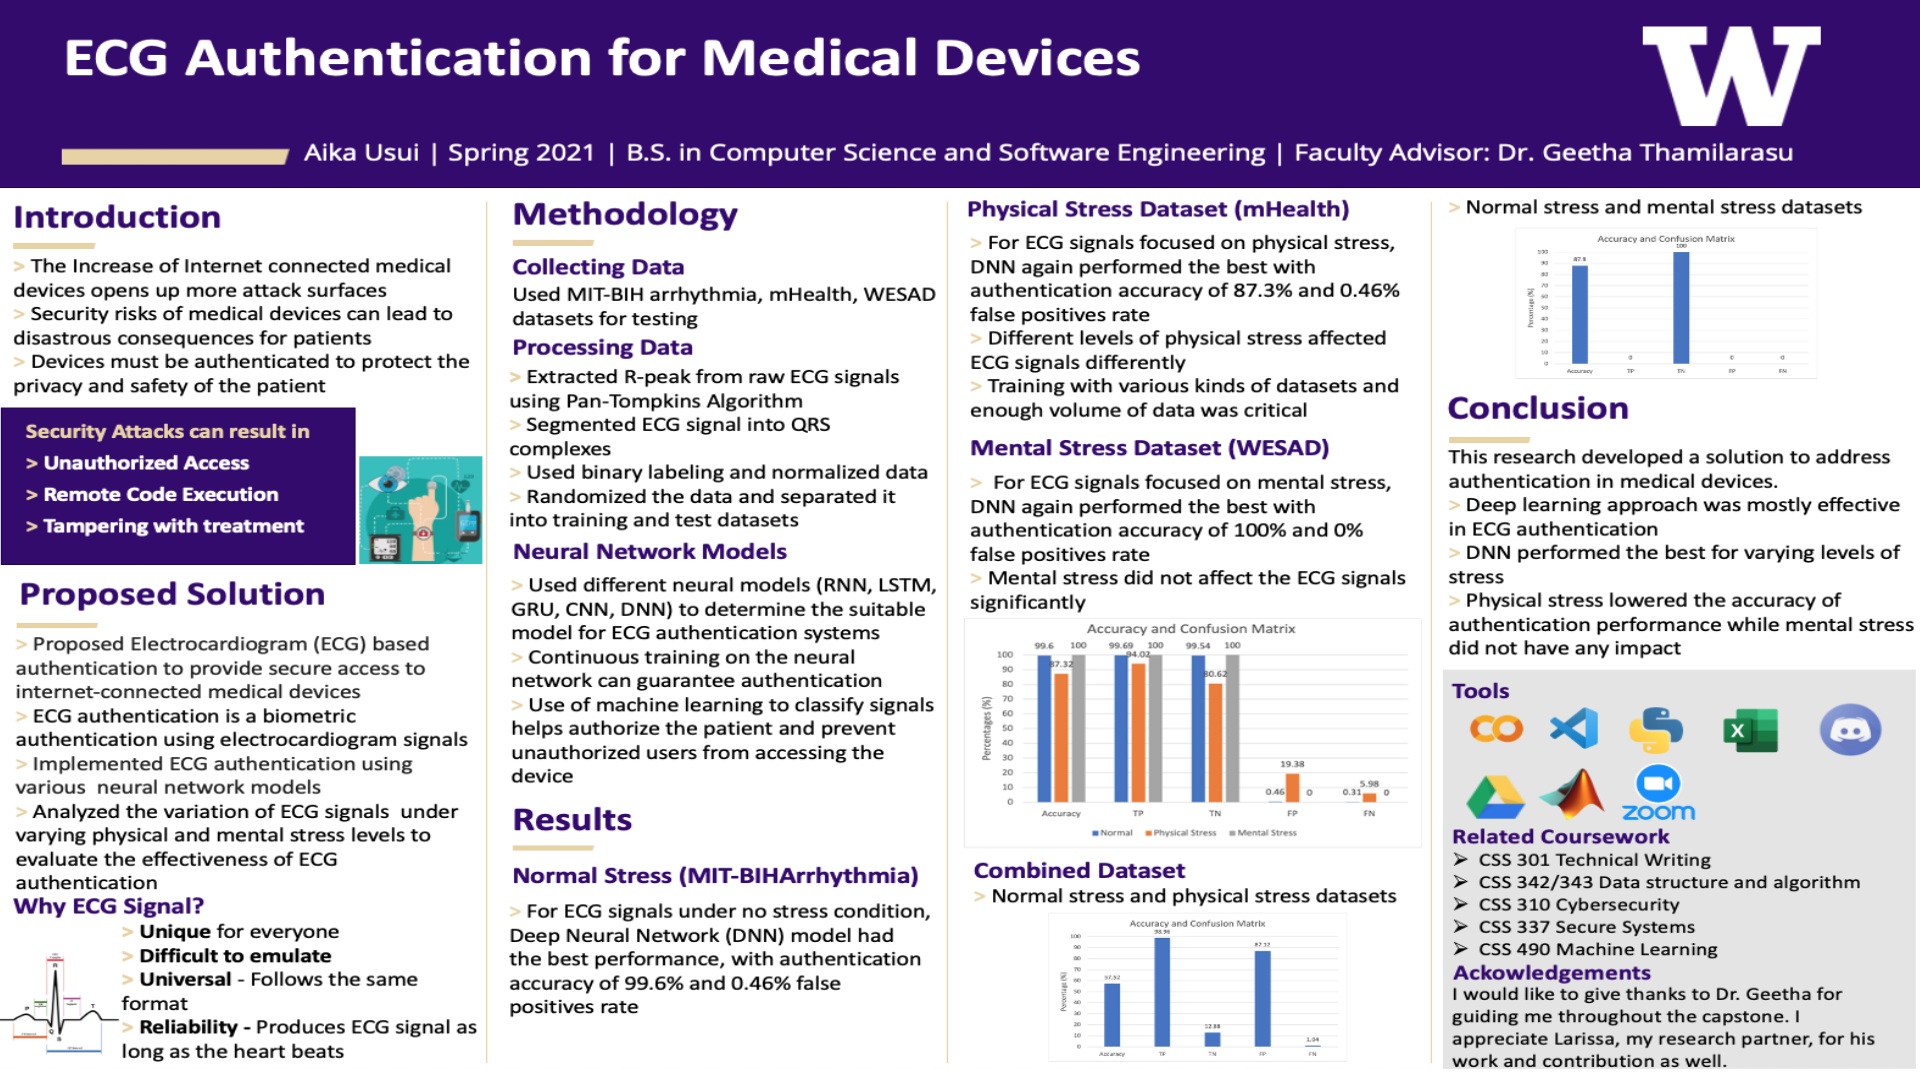 ECG Authentication for Medical Devices
W
Aika Usui | Spring 2021 | B.S. in Computer Science and Software Engineering | Faculty Advisor: Dr. Geetha Thamilarasu
Introduction
> The Increase of Internet connected medical
devices opens up more attack surfaces
> Security risks of medical devices can lead to
disastrous consequences for patients
> Devices must be authenticated to protect the
privacy and safety of the patient
Security Attacks can result in
> Unauthorized Access
> Remote Code Execution
> Tampering with treatment
Proposed Solution
> Proposed Electrocardiogram (ECG) based
authentication to provide secure access to
internet-connected medical devices
> ECG authentication is a biometric
authentication using electrocardiogram signals
> Implemented ECG authentication using
various neural network models
> Analyzed the variation of ECG signals under
varying physical and mental stress levels to
evaluate the effectiveness of ECG
authentication
Why ECG Signal?
> Unique for everyone
> Difficult to emulate
> Universal - Follows the same
format
> Reliability - Produces ECG signal as
long as the heart beats
R
P
T
Q
S
Methodology
Collecting Data
Used MIT-BIH arrhythmia, mHealth, WESAD
datasets for testing
Processing Data
> Extracted R-peak from raw ECG signals
using Pan-Tompkins Algorithm
> Segmented ECG signal into QRS
complexes
> Used binary labeling and normalized data
> Randomized the data and separated it
into training and test datasets
Neural Network Models
> Used different neural models (RNN, LSTM,
GRU, CNN, DNN) to determine the suitable
model for ECG authentication systems
> Continuous training on the neural
network can guarantee authentication
> Use of machine learning to classify signals
helps authorize the patient and prevent
unauthorized users from accessing the
device
Results
Normal Stress (MIT-BIHArrhythmia)
> For ECG signals under no stress condition,
Deep Neural Network (DNN) model had
the best performance, with authentication
accuracy of 99.6% and 0.46% false
positives rate
Physical Stress Dataset (mHealth)
> For ECG signals focused on physical stress,
DNN again performed the best with
authentication accuracy of 87.3% and 0.46%
false positives rate
> Different levels of physical stress affected
ECG signals differently
> Training with various kinds of datasets and
enough volume of data was critical
Mental Stress Dataset (WESAD)
> For ECG signals focused on mental stress,
DNN again performed the best with
authentication accuracy of 100% and 0%
false positives rate
> Mental stress did not affect the ECG signals
significantly
Accuracy and Confusion Matrix
99.6 87.32 100 99.69 94.02 100 99.54 80.62 100
0.46 19.38 0 0.31 5.98 0
Percentages (%)
100
90
80
70
60
50
40
30
20
10
0
Accuracy TP TN FP FN
Normal Physical Stress Mental Stress
Combined Dataset
> Normal stress and physical stress datasets
Accuracy and Confusion Matrix
57.52 98.96 12.88 87.12 1.04
Percentage (%)
100
90
80
70
60
50
40
30
20
10
0
Accuracy TP TN FP FN
> Normal stress and mental stress datasets
Accuracy and Confusion Matrix
87.8 0 100 0 0
Percentage (%)
100
90
80
70
60
50
40
30
20
10
0
Accuracy TP TN FP FN
Conclusion
This research developed a solution to address
authentication in medical devices.
> Deep learning approach was mostly effective
in ECG authentication
> DNN performed the best for varying levels of
stress
> Physical stress lowered the accuracy of
authentication performance while mental stress
did not have any impact
Tools
X
zoom
Related Coursework
➢ CSS 301 Technical Writing
➢ CSS 342/343 Data structure and algorithm
➢ CSS 310 Cybersecurity
➢ CSS 337 Secure Systems
➢ CSS 490 Machine Learning
Ackowledgements
I would like to give thanks to Dr. Geetha for
guiding me throughout the capstone. I
appreciate Larissa, my research partner, for his
work and contribution as well.